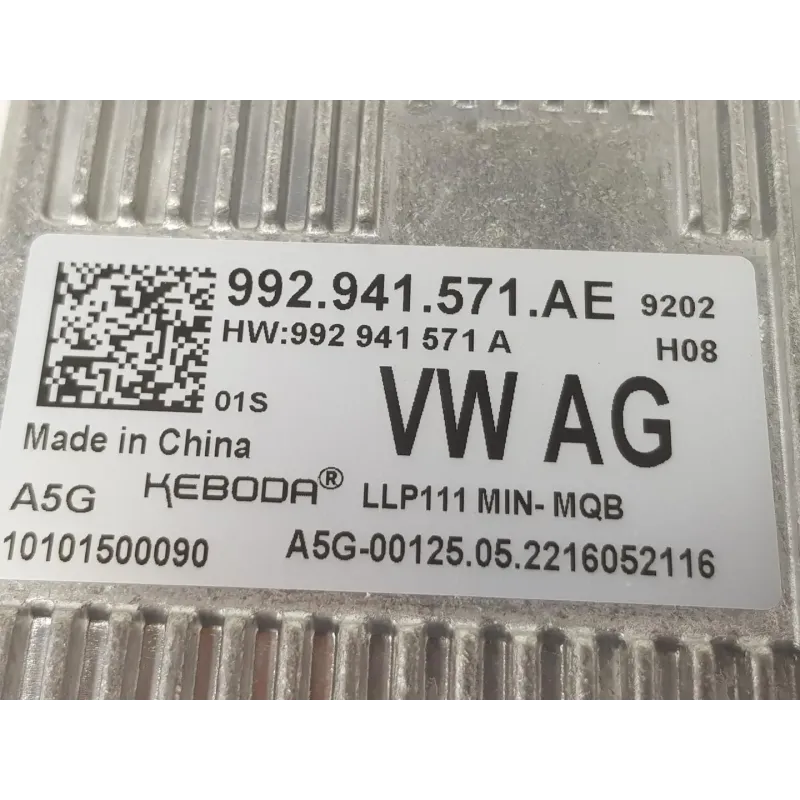 992.941.571.AE 9202
HW:992 941 571 A H08
01S
VW AG
Made in China
A5G KEBODA® LLP111 MIN- MQB
10101500090 A5G-00125.05.2216052116